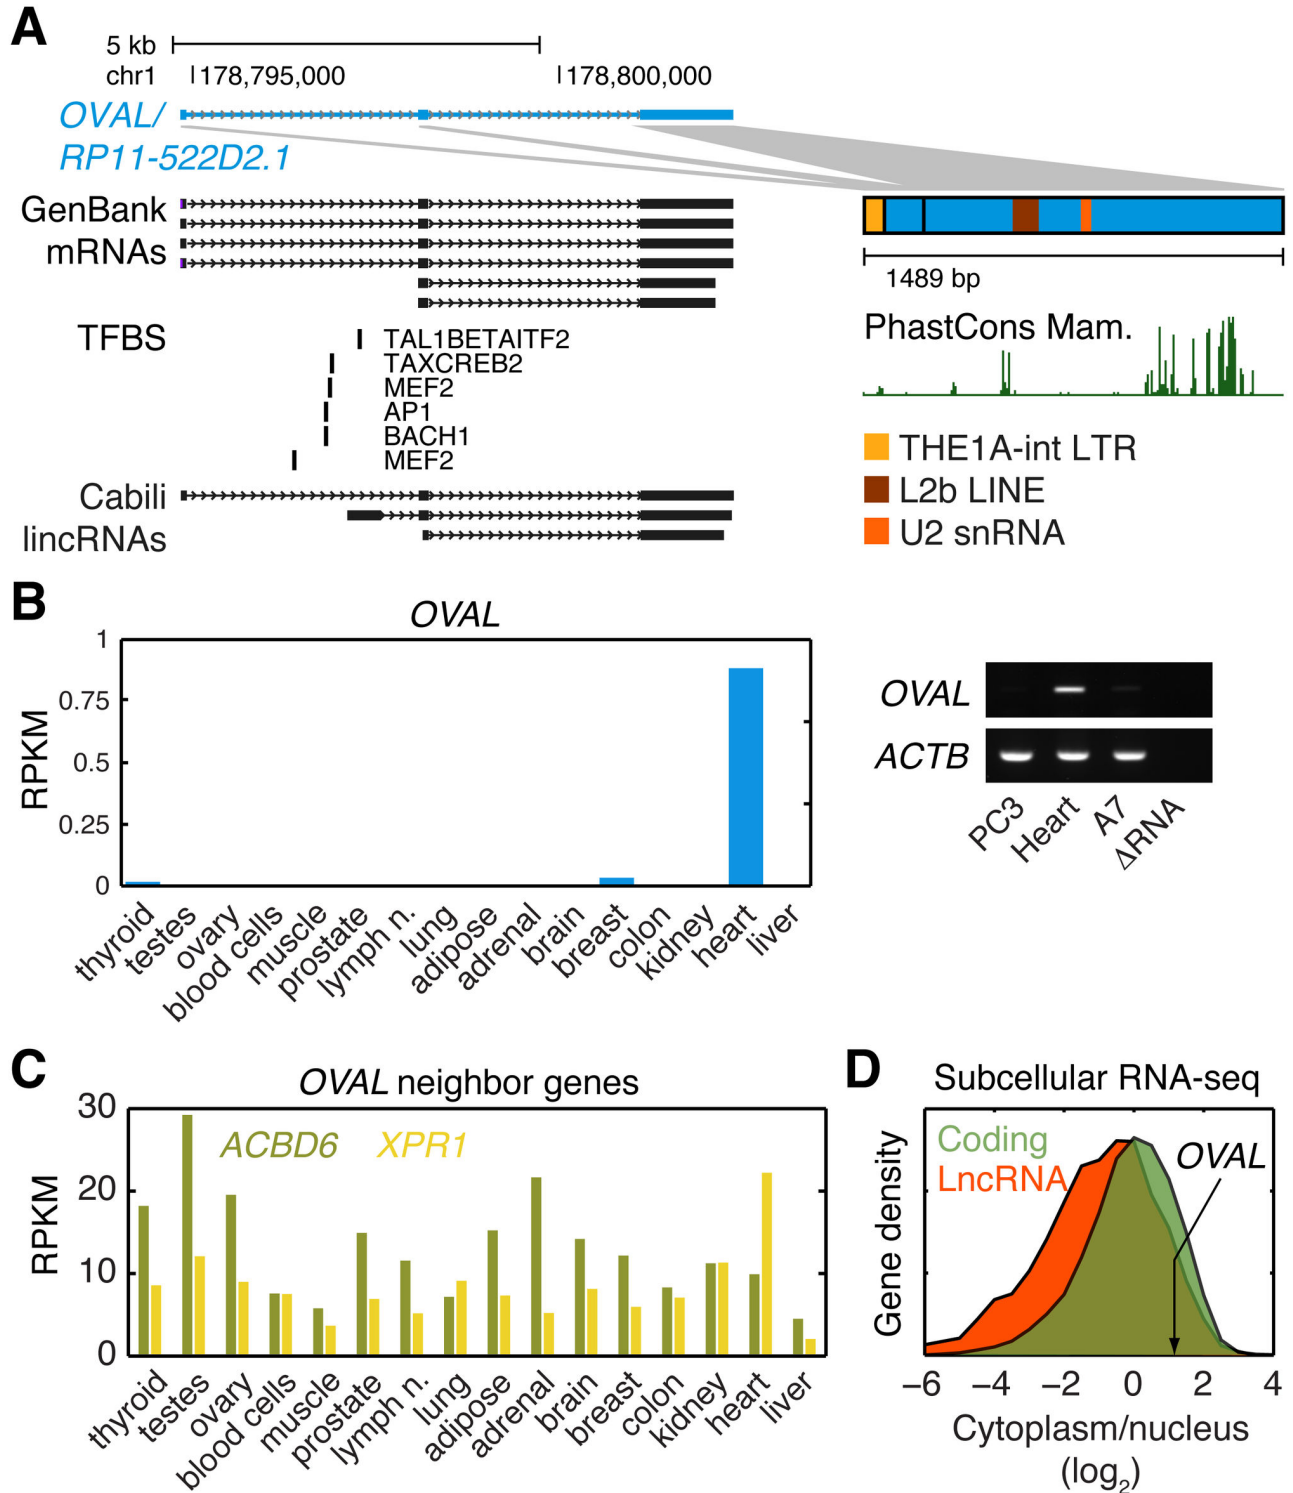 A
5 kb
chr1
178,795,000
178,800,000
OVAL/
RP11-522D2.1
GenBank
mRNAs
1489 bp
TFBS
TAL1BETAITF2
TAXCREB2
MEF2
AP1
BACH1
MEF2
PhastCons Mam.
THE1A-int LTR
L2b LINE
U2 snRNA
Cabili
lincRNAs
B
OVAL
RPKM
1
0.75
0.5
0.25
0
thyroid
testes
ovary
blood cells
muscle
prostate
lymph n.
lung
adipose
adrenal
brain
breast
colon
kidney
heart
liver
OVAL
ACTB
PC3
Heart
A7
ΔRNA
C
OVAL neighbor genes
ACBD6 XPR1
RPKM
30
20
10
0
thyroid
testes
ovary
blood cells
muscle
prostate
lymph n.
lung
adipose
adrenal
brain
breast
colon
kidney
heart
liver
D
Subcellular RNA-seq
Coding
LncRNA
OVAL
Gene density
−6 −4 −2 0 2 4
Cytoplasm/nucleus
(log₂)